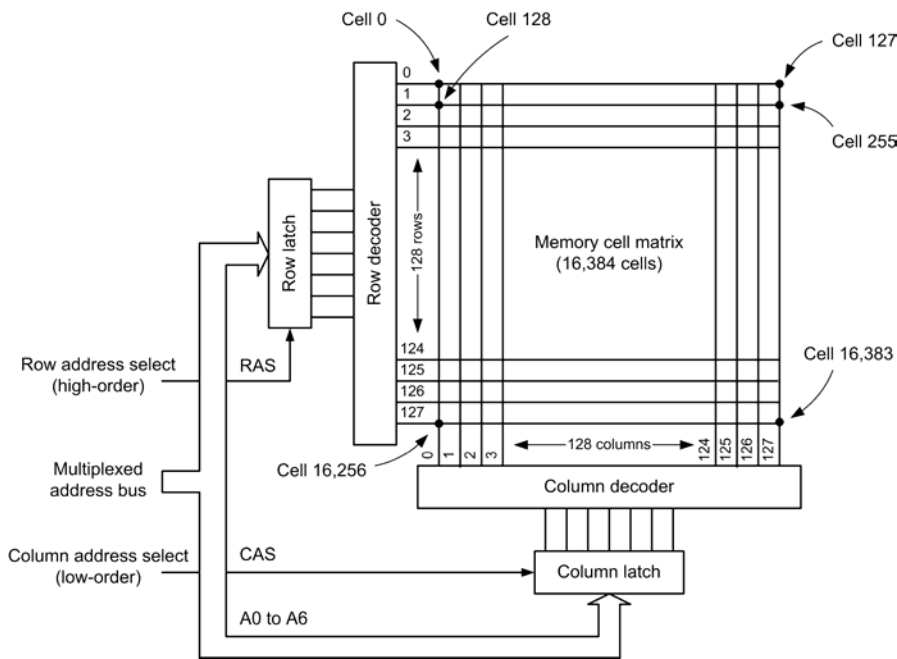 Cell 0
Cell 128
Cell 127
Cell 255
0
1
2
3
Row latch
Row decoder
128 rows
Memory cell matrix
(16,384 cells)
124
125
126
127
Cell 16,383
Row address select
(high-order)
RAS
Cell 16,256
0
1
2
3
128 columns
124
125
126
127
Multiplexed
address bus
Column decoder
Column address select
(low-order)
CAS
Column latch
A0 to A6